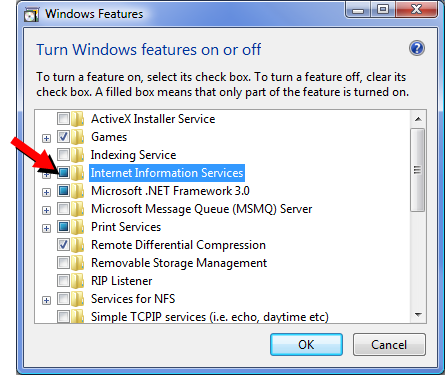 Windows Features
Turn Windows features on or off
To turn a feature on, select its check box. To turn a feature off, clear its
check box. A filled box means that only part of the feature is turned on.
ActiveX Installer Service
Games
Indexing Service
Internet Information Services
Microsoft .NET Framework 3.0
Microsoft Message Queue (MSMQ) Server
Print Services
Remote Differential Compression
Removable Storage Management
RIP Listener
Services for NFS
Simple TCPIP services (i.e. echo, daytime etc)
OK Cancel